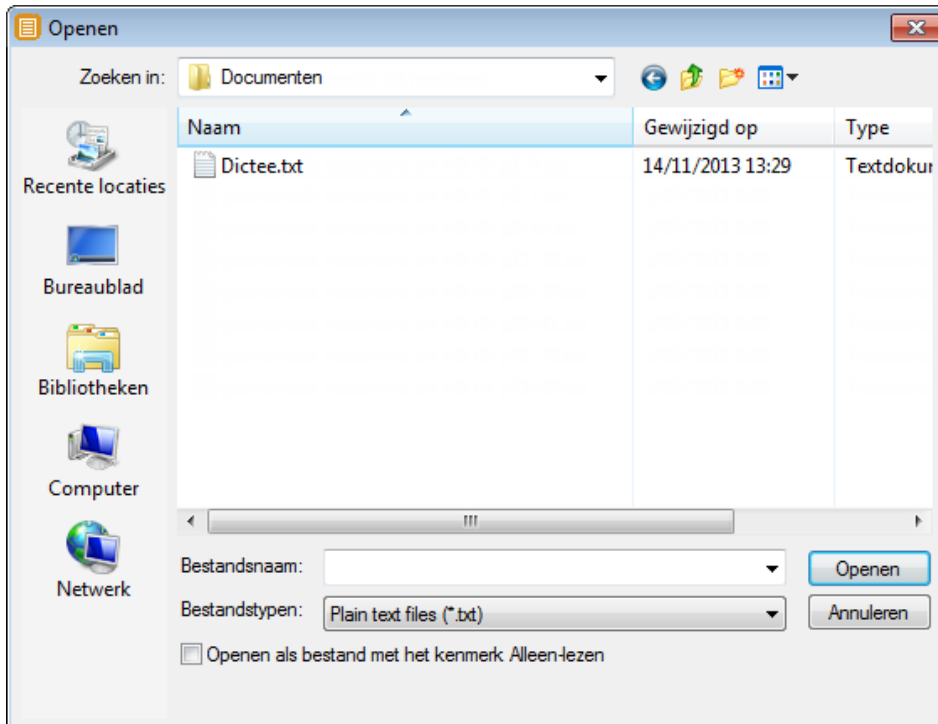 Openen
Zoeken in: Documenten
Naam Gewijzigd op Type
Dictee.txt 14/11/2013 13:29 Textdokur
Recente locaties
Bureaublad
Bibliotheken
Computer
Netwerk
Bestandsnaam: Openen
Bestandstypen: Plain text files (*.txt) Annuleren
Openen als bestand met het kenmerk Alleen-lezen